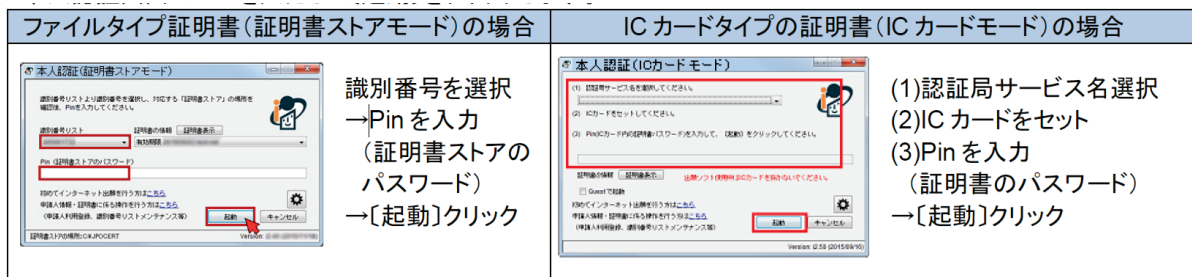 ファイルタイプ証明書(証明書ストアモード)の場合
ICカードタイプの証明書(ICカードモード)の場合
本人認証(証明書ストアモード)
識別番号リストより識別番号を選択し、対応する「証明書ストア」の場所を
確認後、Pinを入力してください。
識別番号リスト
証明書の情報 証明書表示
有効期限
Pin (証明書ストアのパスワード)
初めてインターネット出願を行う方はこちら
申請人情報・証明書に係る操作を行う方はこちら
(申請人利用登録、識別番号リストメンテナンス等)
起動 キャンセル
証明書ストアの場所:C:¥JPOCERT
Version:
識別番号を選択
→Pinを入力
(証明書ストアの
パスワード)
→〔起動〕クリック
本人認証(ICカードモード)
(1) 認証局サービス名を選択してください。
(2) ICカードをセットしてください。
(3) Pin(ICカード内の証明書パスワード)を入力して、[起動]をクリックしてください。
証明書の情報 証明書表示
出願ソフト使用中はICカードを抜かないでください。
Guestで起動
初めてインターネット出願を行う方はこちら
申請人情報・証明書に係る操作を行う方はこちら
(申請人利用登録、識別番号リストメンテナンス等)
起動 キャンセル
Version: i2.58 (2015/09/16)
(1)認証局サービス名選択
(2)ICカードをセット
(3)Pinを入力
(証明書のパスワード)
→〔起動〕クリック